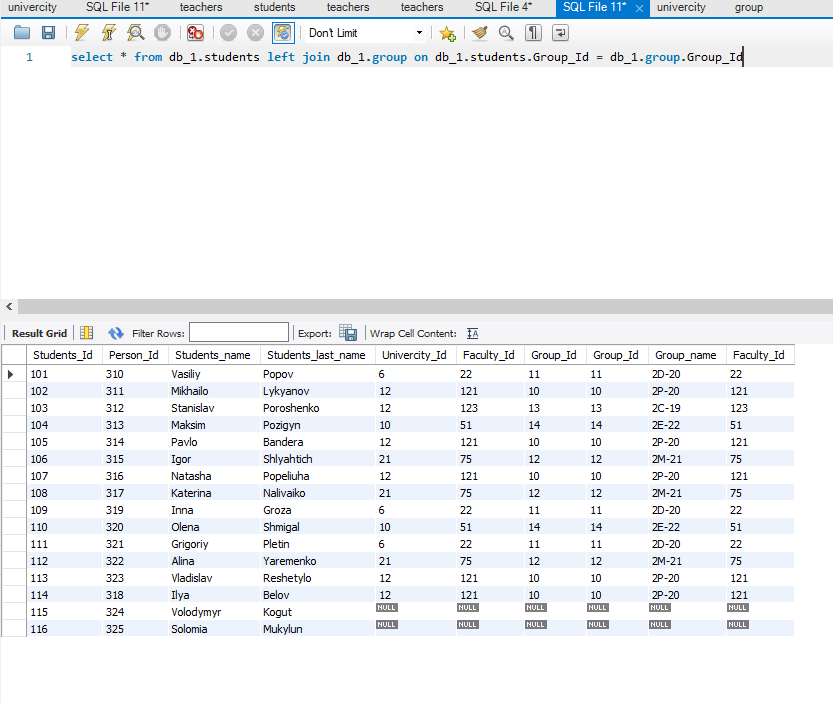 univercity SQL File 11* teachers students teachers teachers SQL File 4* SQL File 11* × univercity group
Don't Limit
1 select * from db_1.students left join db_1.group on db_1.students.Group_Id = db_1.group.Group_Id
Result Grid Filter Rows: Export: Wrap Cell Content: IA
Students_Id Person_Id Students_name Students_last_name Univercity_Id Faculty_Id Group_Id Group_Id Group_name Faculty_Id
101 310 Vasiliy Popov 6 22 11 11 2D-20 22
102 311 Mikhailo Lykyanov 12 121 10 10 2P-20 121
103 312 Stanislav Poroshenko 12 123 13 13 2C-19 123
104 313 Maksim Pozigyn 10 51 14 14 2E-22 51
105 314 Pavlo Bandera 12 121 10 10 2P-20 121
106 315 Igor Shlyahtich 21 75 12 12 2M-21 75
107 316 Natasha Popeliuha 12 121 10 10 2P-20 121
108 317 Katerina Nalivaiko 21 75 12 12 2M-21 75
109 319 Inna Groza 6 22 11 11 2D-20 22
110 320 Olena Shmigal 10 51 14 14 2E-22 51
111 321 Grigoriy Pletin 6 22 11 11 2D-20 22
112 322 Alina Yaremenko 21 75 12 12 2M-21 75
113 323 Vladislav Reshetylo 12 121 10 10 2P-20 121
114 318 Ilya Belov 12 121 10 10 2P-20 121
115 324 Volodymyr Kogut NULL NULL NULL NULL NULL NULL
116 325 Solomia Mukylun NULL NULL NULL NULL NULL NULL